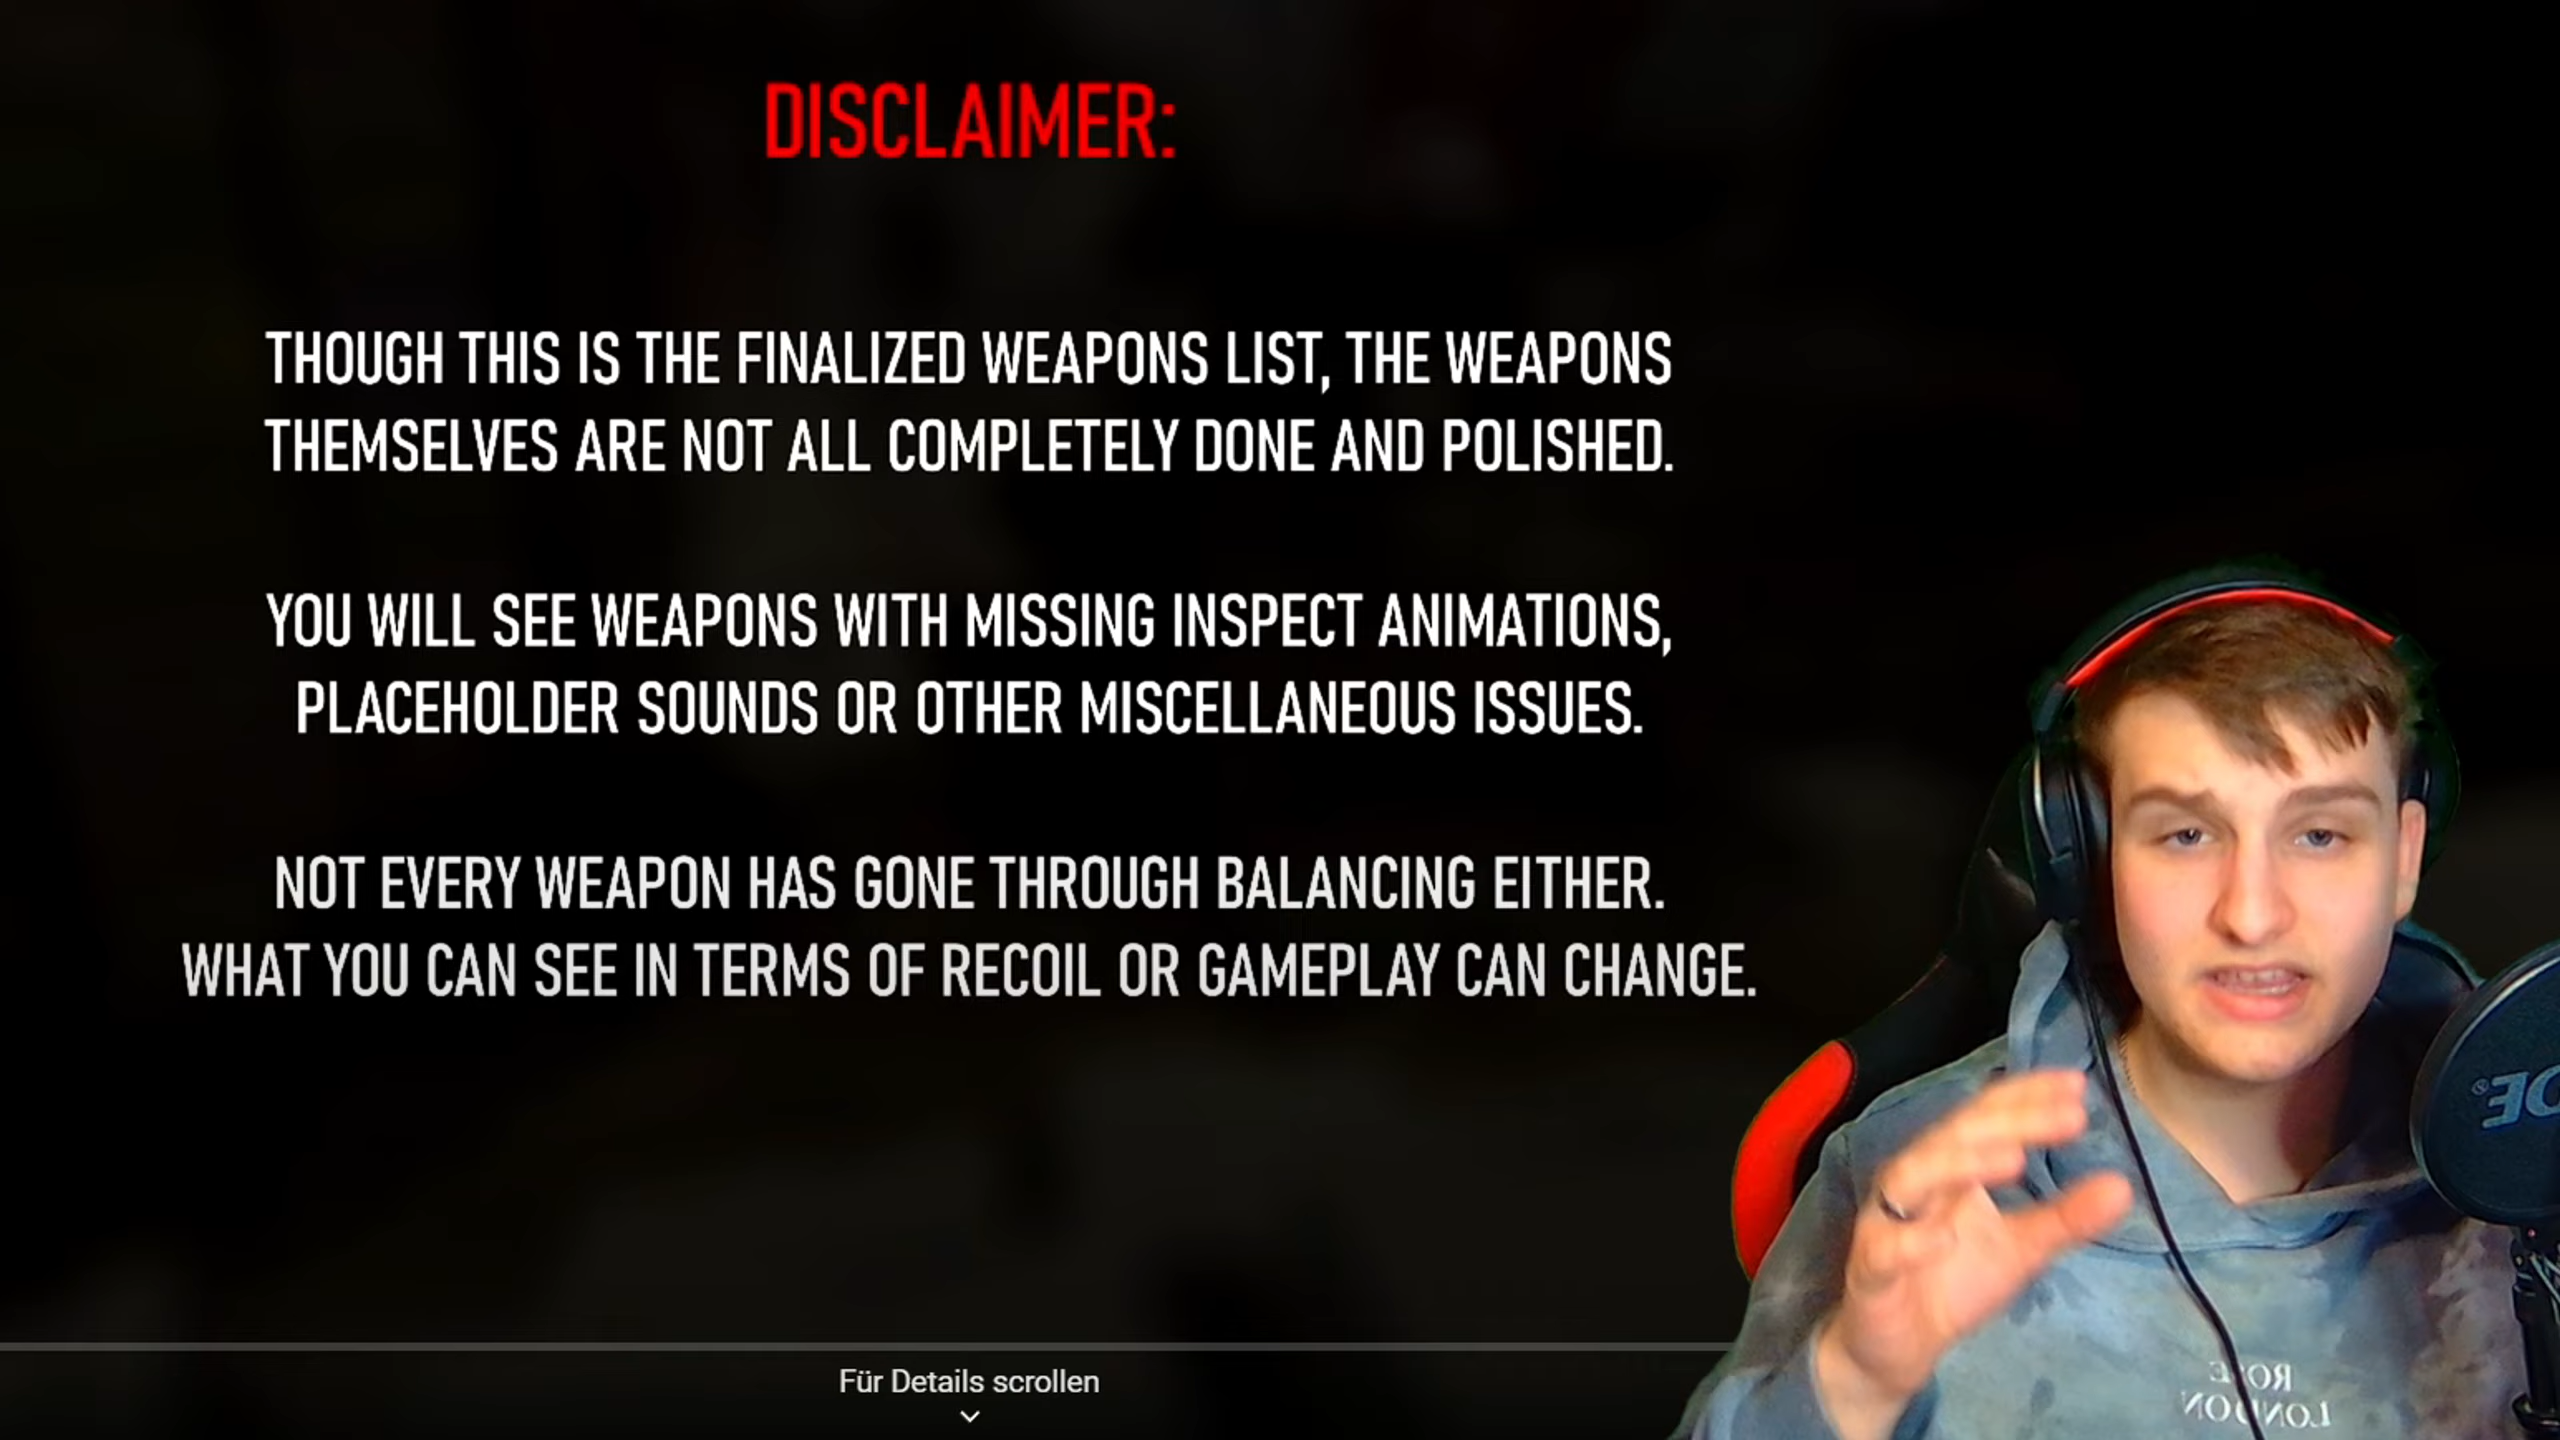 DISCLAIMER:
THOUGH THIS IS THE FINALIZED WEAPONS LIST, THE WEAPONS
THEMSELVES ARE NOT ALL COMPLETELY DONE AND POLISHED.
YOU WILL SEE WEAPONS WITH MISSING INSPECT ANIMATIONS,
PLACEHOLDER SOUNDS OR OTHER MISCELLANEOUS ISSUES.
NOT EVERY WEAPON HAS GONE THROUGH BALANCING EITHER.
WHAT YOU CAN SEE IN TERMS OF RECOIL OR GAMEPLAY CAN CHANGE.
Für Details scrollen
LONDON